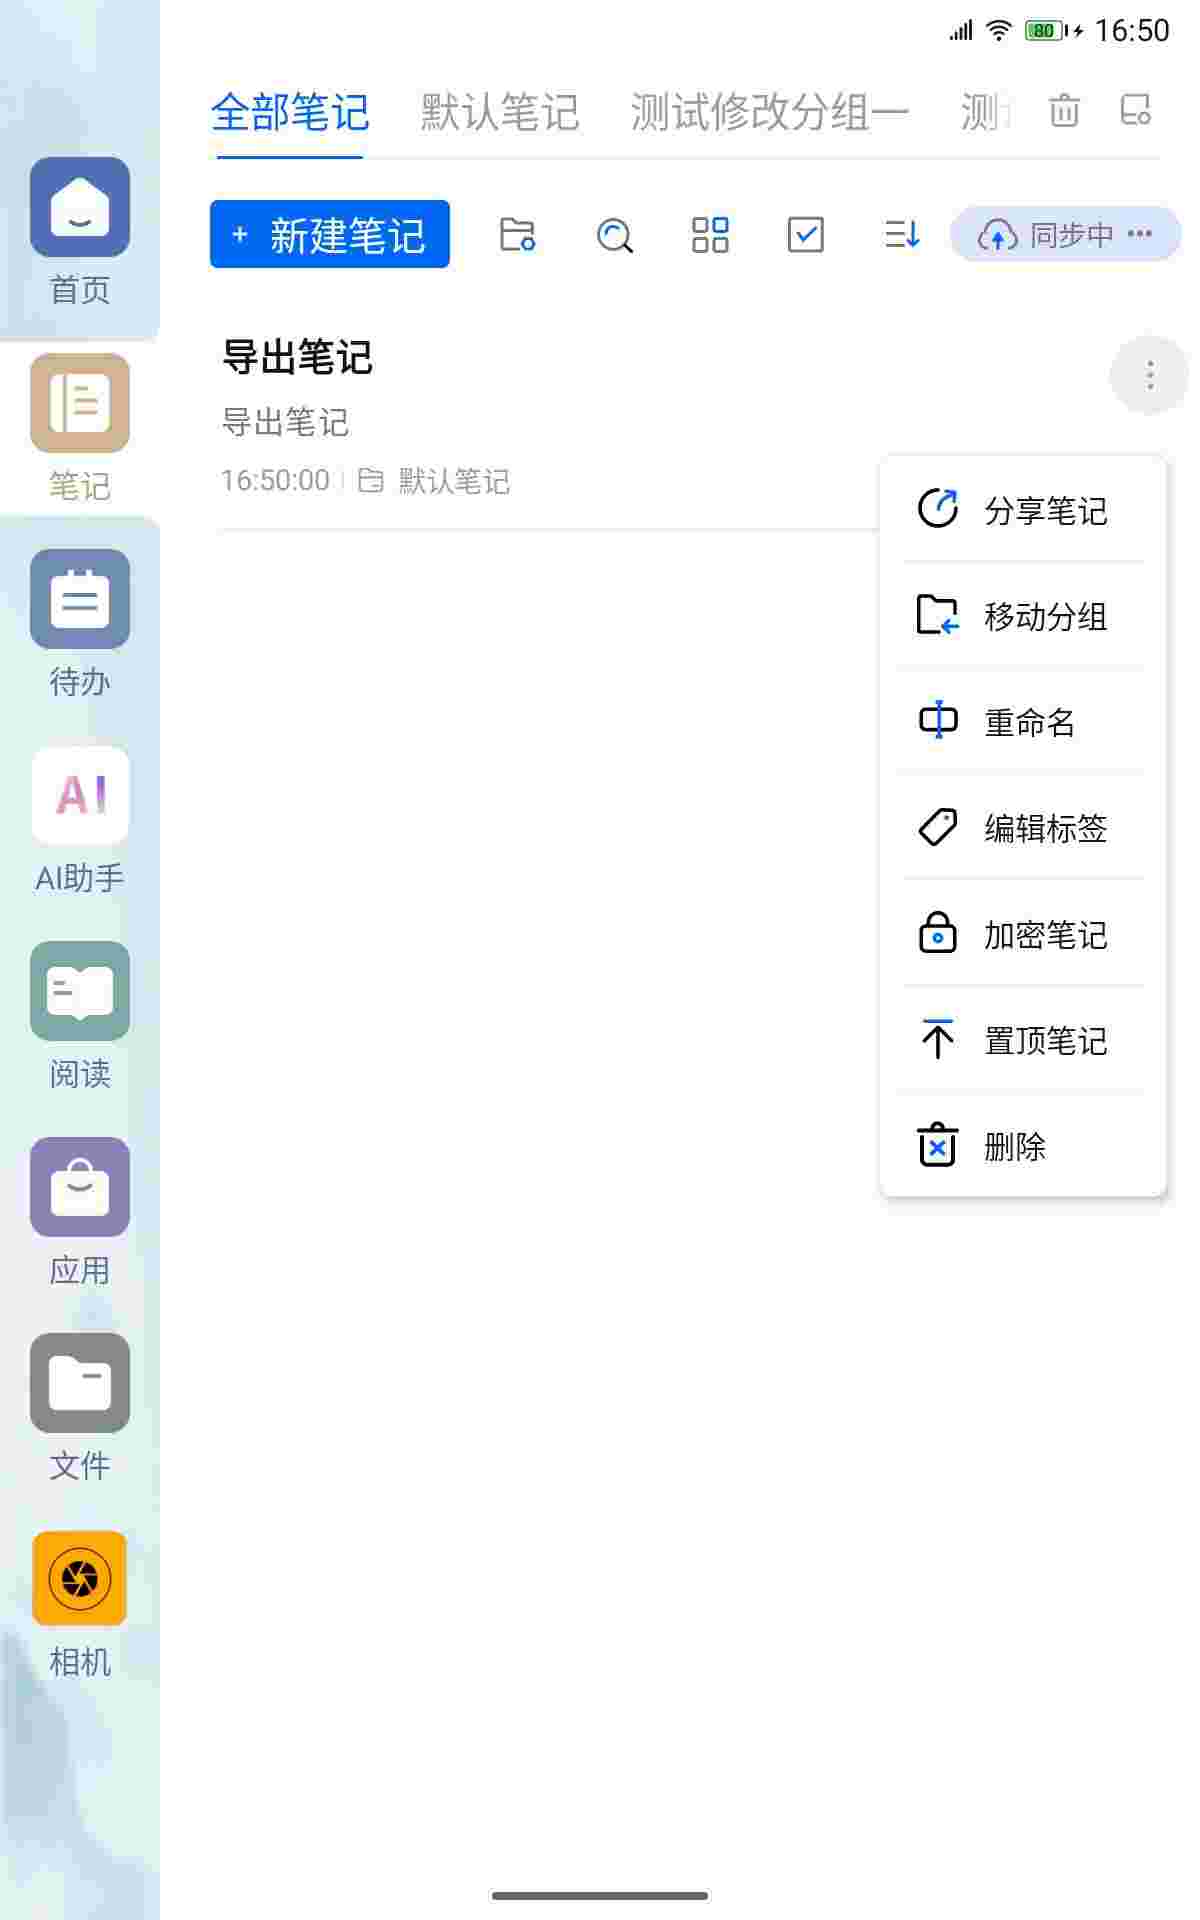 80 16:50
全部笔记 默认笔记 测试修改分组一 测
+ 新建笔记 同步中 ···
首页
笔记
待办
AI
AI助手
阅读
应用
文件
相机
导出笔记
导出笔记
16:50:00 默认笔记
分享笔记
移动分组
重命名
编辑标签
加密笔记
置顶笔记
删除